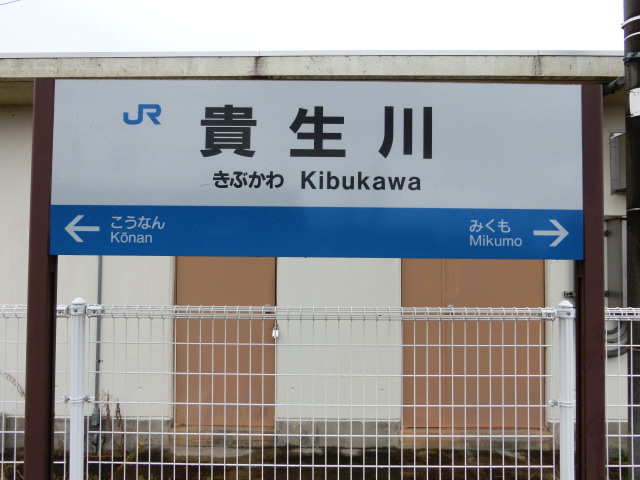 JR 貴生川
きぶかわ Kibukawa
← こうなん みくも →
Kōnan Mikumo